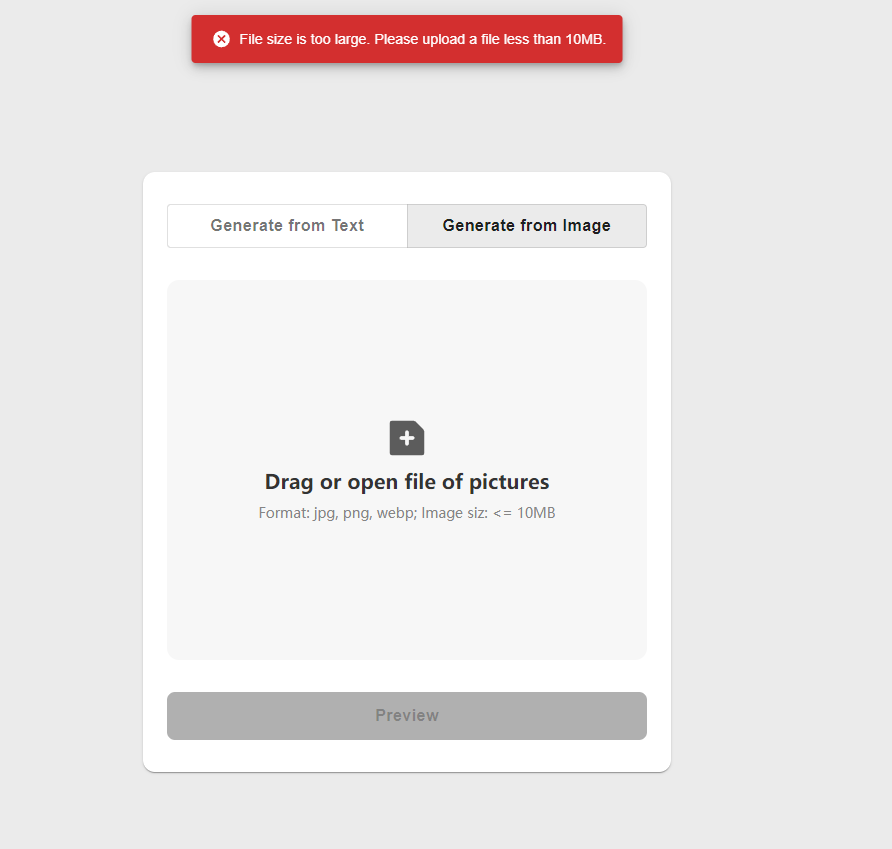 File size is too large. Please upload a file less than 10MB.
Generate from Text
Generate from Image
Drag or open file of pictures
Format: jpg, png, webp; Image siz: <= 10MB
Preview